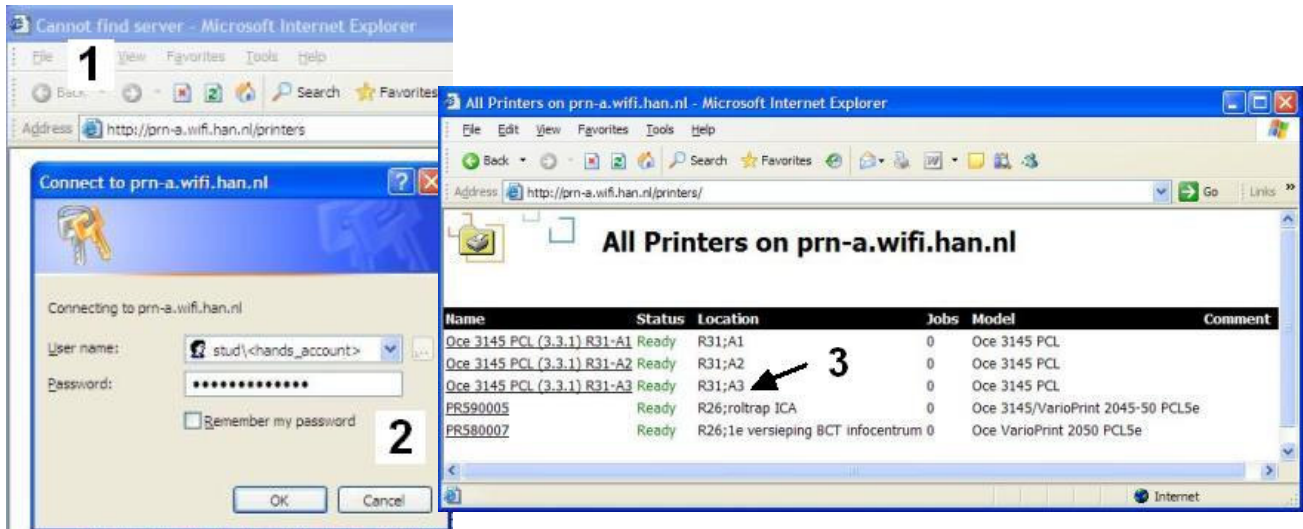 Cannot find server - Microsoft Internet Explorer
File View Favorites Tools Help
1
Back Search Favorites
Address http://prn-a.wifi.han.nl/printers
Connect to prn-a.wifi.han.nl
Connecting to prn-a.wifi.han.nl
User name: stud\<hands_account>
Password: •••••••••••••
Remember my password
2
OK Cancel
All Printers on prn-a.wifi.han.nl - Microsoft Internet Explorer
File Edit View Favorites Tools Help
Back Search Favorites
Address http://prn-a.wifi.han.nl/printers/ Go Links »
All Printers on prn-a.wifi.han.nl
Name Status Location Jobs Model Comment
Oce 3145 PCL (3.3.1) R31-A1 Ready R31;A1 0 Oce 3145 PCL
Oce 3145 PCL (3.3.1) R31-A2 Ready R31;A2 0 Oce 3145 PCL
3
Oce 3145 PCL (3.3.1) R31-A3 Ready R31;A3 0 Oce 3145 PCL
PR590005 Ready R26;roltrap ICA 0 Oce 3145/VarioPrint 2045-50 PCL5e
PR580007 Ready R26;1e versieping BCT infocentrum 0 Oce VarioPrint 2050 PCL5e
Internet